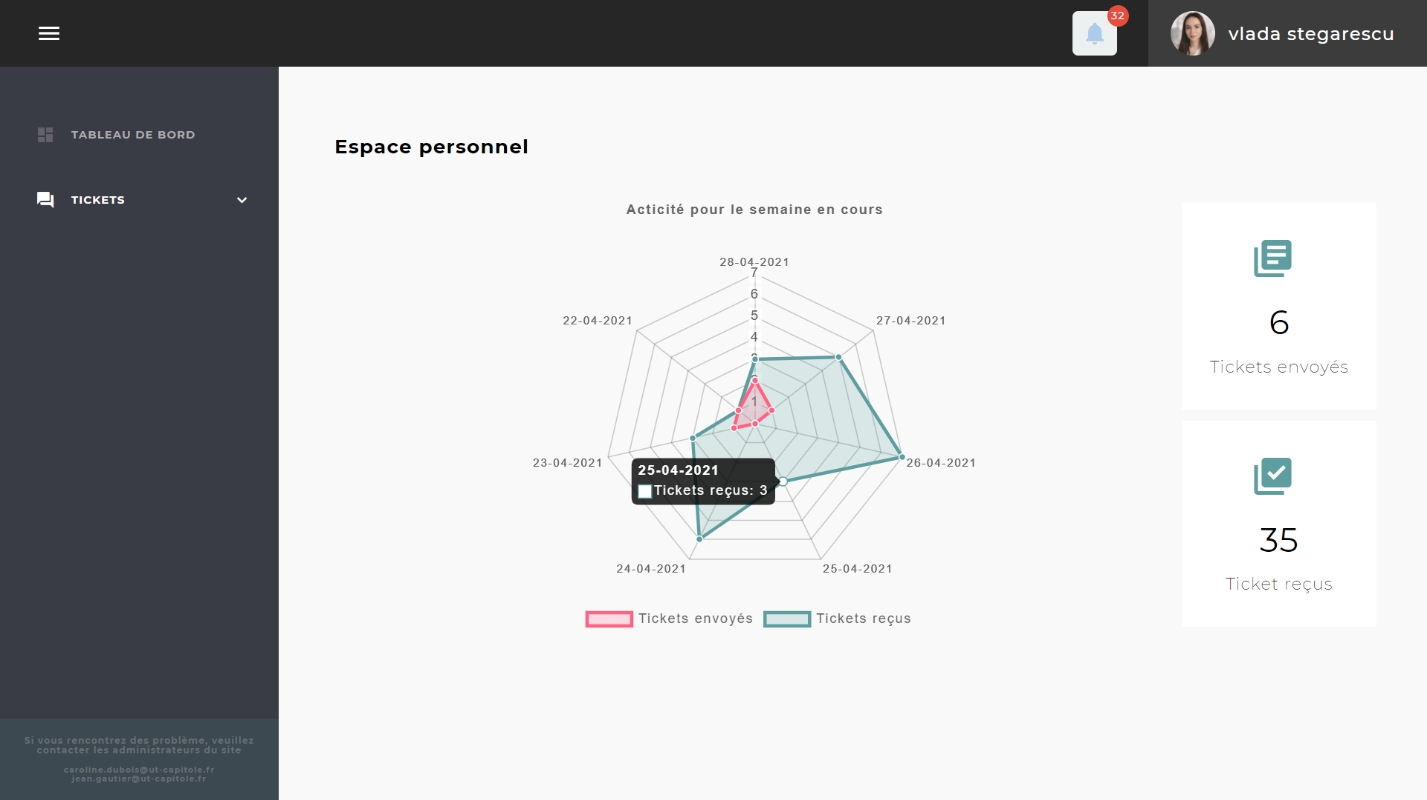 32
vlada stegarescu
TABLEAU DE BORD
TICKETS
Espace personnel
Acticité pour le semaine en cours
28-04-2021
7
6
5
4
1
22-04-2021
27-04-2021
23-04-2021
26-04-2021
24-04-2021
25-04-2021
25-04-2021
Tickets reçus: 3
Tickets envoyés
Tickets reçus
6
Tickets envoyés
35
Ticket reçus
Si vous rencontrez des problème, veuillez
contacter les administrateurs du site
caroline.dubois@ut-capitole.fr
jean.gautier@ut-capitole.fr